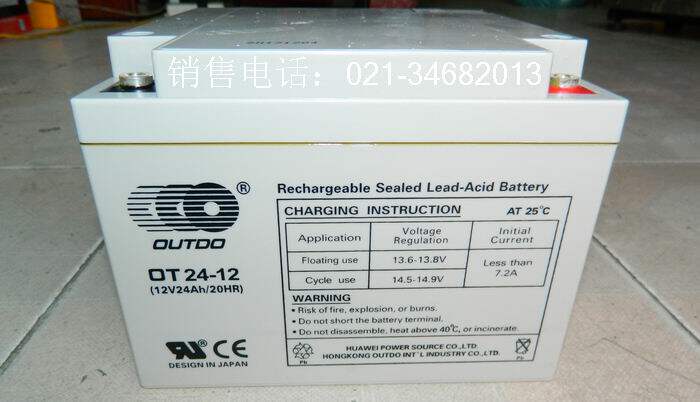 销售电话：021-34682013
®
OUTDO
OT 24-12
(12V24Ah/20HR)
Rechargeable Sealed Lead-Acid Battery
CHARGING INSTRUCTION AT 25°C
Application Voltage Regulation Initial Current
Floating use 13.6-13.8V Less than 7.2A
Cycle use 14.5-14.9V
WARNING
• Risk of fire, explosion, or burns.
• Do not short the battery terminal.
• Do not disassemble, heat above 40°C, or incinerate.
Pb HUAWEI POWER SOURCE CO.,LTD. Pb
HONGKONG OUTDO INT'L INDUSTRY CO.,LTD
CE
DESIGN IN JAPAN